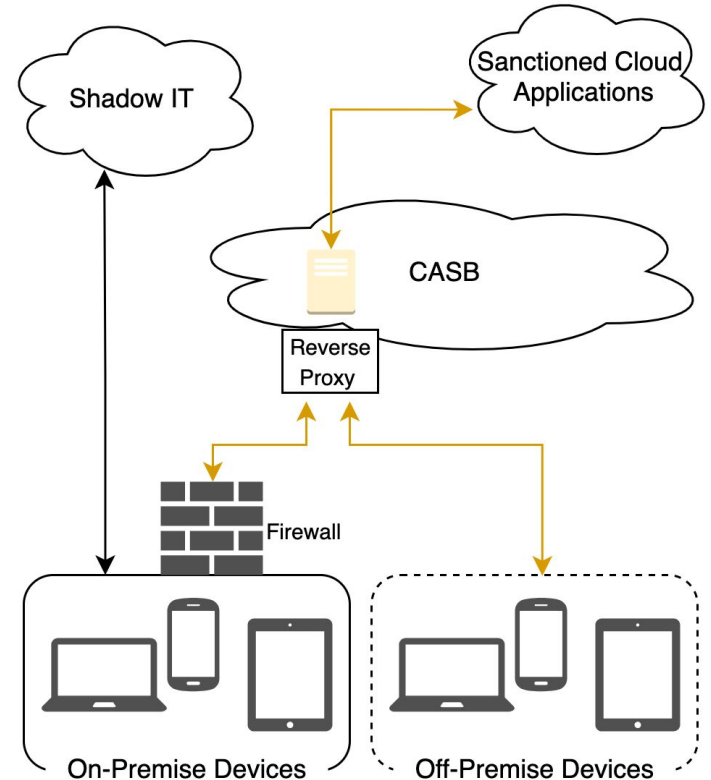 Shadow IT
Sanctioned Cloud
Applications
CASB
Reverse
Proxy
Firewall
On-Premise Devices
Off-Premise Devices